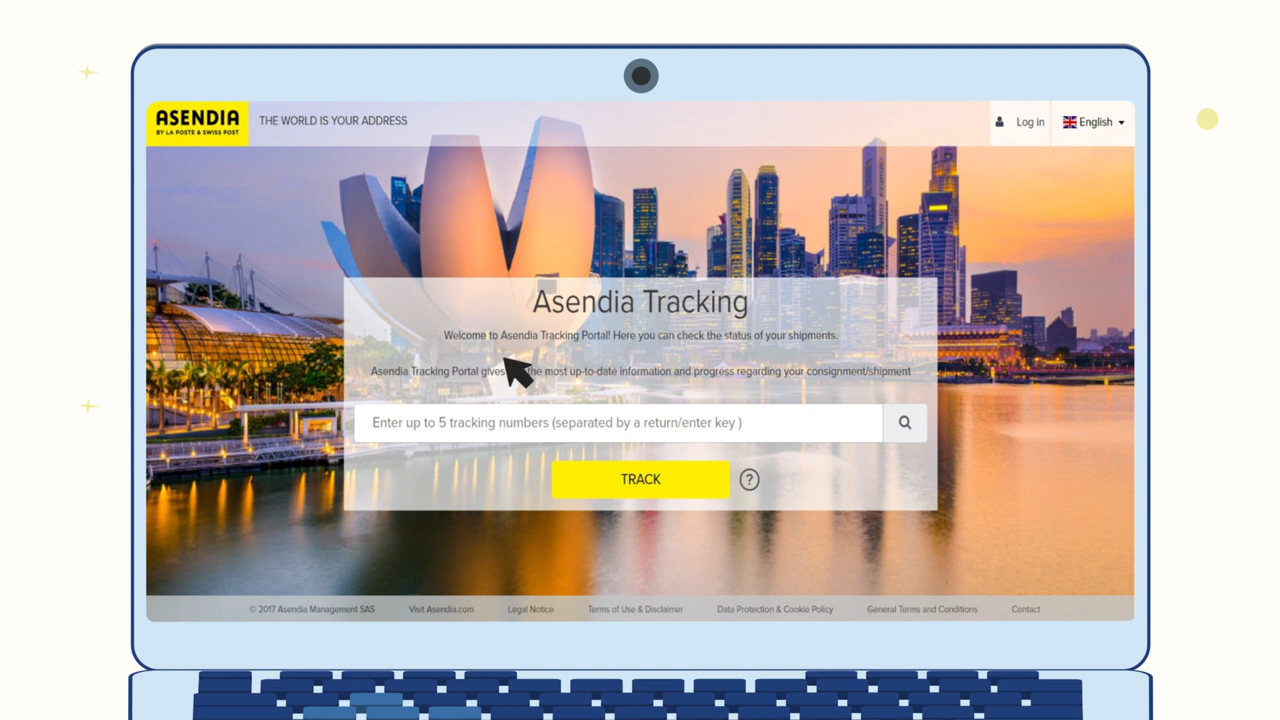 ASENDIA
BY LA POSTE & SWISS POST
THE WORLD IS YOUR ADDRESS
Log in
English
Asendia Tracking
Welcome to Asendia Tracking Portal! Here you can check the status of your shipments.
Asendia Tracking Portal gives the most up-to-date information and progress regarding your consignment/shipment
Enter up to 5 tracking numbers (separated by a return/enter key )
TRACK
?
© 2017 Asendia Management SAS Visit Asendia.com Legal Notice Terms of Use & Disclaimer Data Protection & Cookie Policy General Terms and Conditions Contact